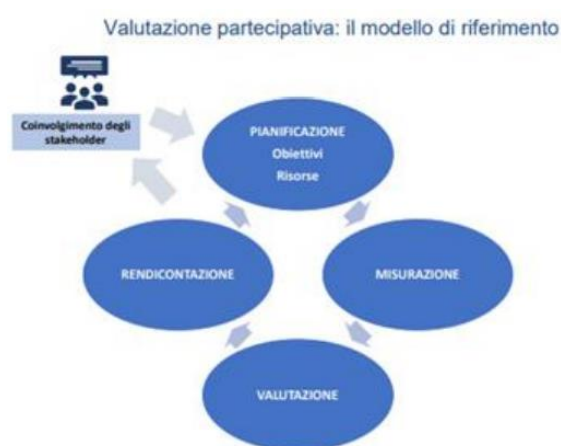 Valutazione partecipativa: il modello di riferimento
Coinvolgimento degli
stakeholder
PIANIFICAZIONE
Obiettivi
Risorse
RENDICONTAZIONE
MISURAZIONE
VALUTAZIONE